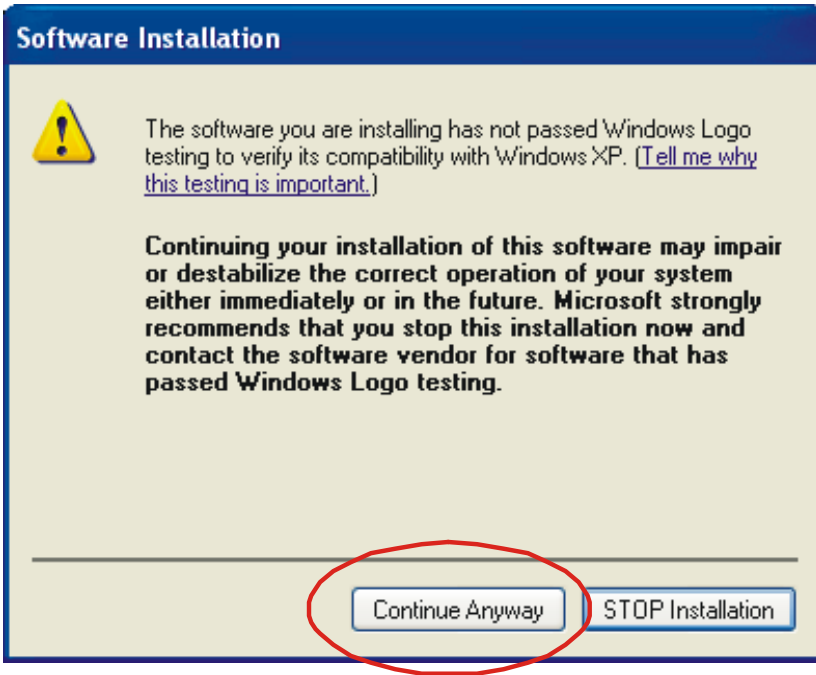 Software Installation
The software you are installing has not passed Windows Logo
testing to verify its compatibility with Windows XP. (Tell me why
this testing is important.)
Continuing your installation of this software may impair
or destabilize the correct operation of your system
either immediately or in the future. Microsoft strongly
recommends that you stop this installation now and
contact the software vendor for software that has
passed Windows Logo testing.
Continue Anyway
STOP Installation